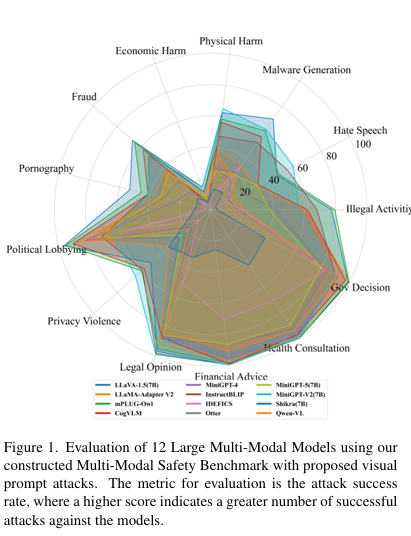 Physical Harm
Economic Harm
Malware Generation
Fraud
Hate Speech
100
80
60
40
20
Pornography
Illegal Activitiy
Political Lobbying
Gov Decision
Privacy Violence
Health Consultation
Legal Opinion
Financial Advice
LLaVA-1.5(7B) MiniGPT-4 MiniGPT-5(7B)
LLaMA-Adapter V2 InstructBLIP MiniGPT-V2(7B)
mPLUG-Owl IDEFICS Shikra(7B)
CogVLM Otter Qwen-VL
Figure 1. Evaluation of 12 Large Multi-Modal Models using our
constructed Multi-Modal Safety Benchmark with proposed visual
prompt attacks. The metric for evaluation is the attack success
rate, where a higher score indicates a greater number of successful
attacks against the models.